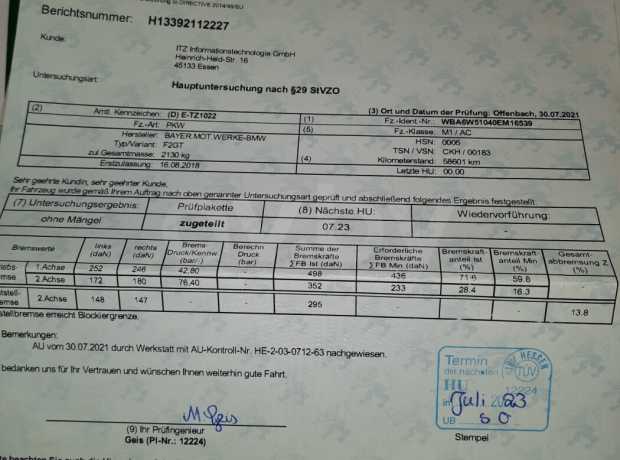 DIRECTIVE 2014/45/EU
Berichtsnummer: H13392112227
Kunde:
ITZ Informationstechnologie GmbH
Heinrich-Held-Str. 16
45133 Essen
Untersuchungsart: Hauptuntersuchung nach §29 StVZO
(2) Amtl. Kennzeichen: (D) E-TZ1022
Fz.-Art: PKW
Hersteller: BAYER.MOT.WERKE-BMW
Typ/Variant: F2GT
zul.Gesamtmasse: 2130 kg
Erstzulassung: 16.08.2018
(3) Ort und Datum der Prüfung: Offenbach, 30.07.2021
(1) Fz.-Ident.-Nr.: WBA6W51040EM16539
(5) Fz.-Klasse: M1 / AC
HSN: 0005
TSN / VSN: CKH / 00183
(4) Kilometerstand: 58601 km
Letzte HU: 00.00
Sehr geehrte Kundin, sehr geehrter Kunde,
Ihr Fahrzeug wurde gemäß Ihrem Auftrag nach oben genannter Untersuchungsart geprüft und abschließend folgendes Ergebnis festgestellt:
(7) Untersuchungsergebnis: Prüfplakette (8) Nächste HU: Wiedervorführung:
ohne Mängel zugeteilt 07.23 -
Bremswerte links (daN) rechts (daN) Brems- Druck/Kennw. (bar/-) Berechn Druck (bar) Summe der Bremskräfte ∑FB Ist (daN) Erforderliche Bremskräfte ∑FB Min (daN) Bremskraft- anteil Ist (%) Bremskraft- anteil Min (%) Gesamt- abbremsung Z (%)
1.Achse 252 246 42,80 - 498 436 71.6 59.8
2.Achse 172 180 76,40 - 352 233 28.4 16.3 -
2.Achse 148 147 - - 295 - - - 13.8
stellbremse erreicht Blockiergrenze.
Bemerkungen:
AU vom 30.07.2021 durch Werkstatt mit AU-Kontroll-Nr. HE-2-03-0712-63 nachgewiesen.
bedanken uns für Ihr Vertrauen und wünschen Ihnen weiterhin gute Fahrt.
(9) Ihr Prüfingenieur
Geis (PI-Nr.: 12224)
Termin
der nächsten
HU 12224
in Juli 2023
UB
HESSEN
TÜV
Stempel